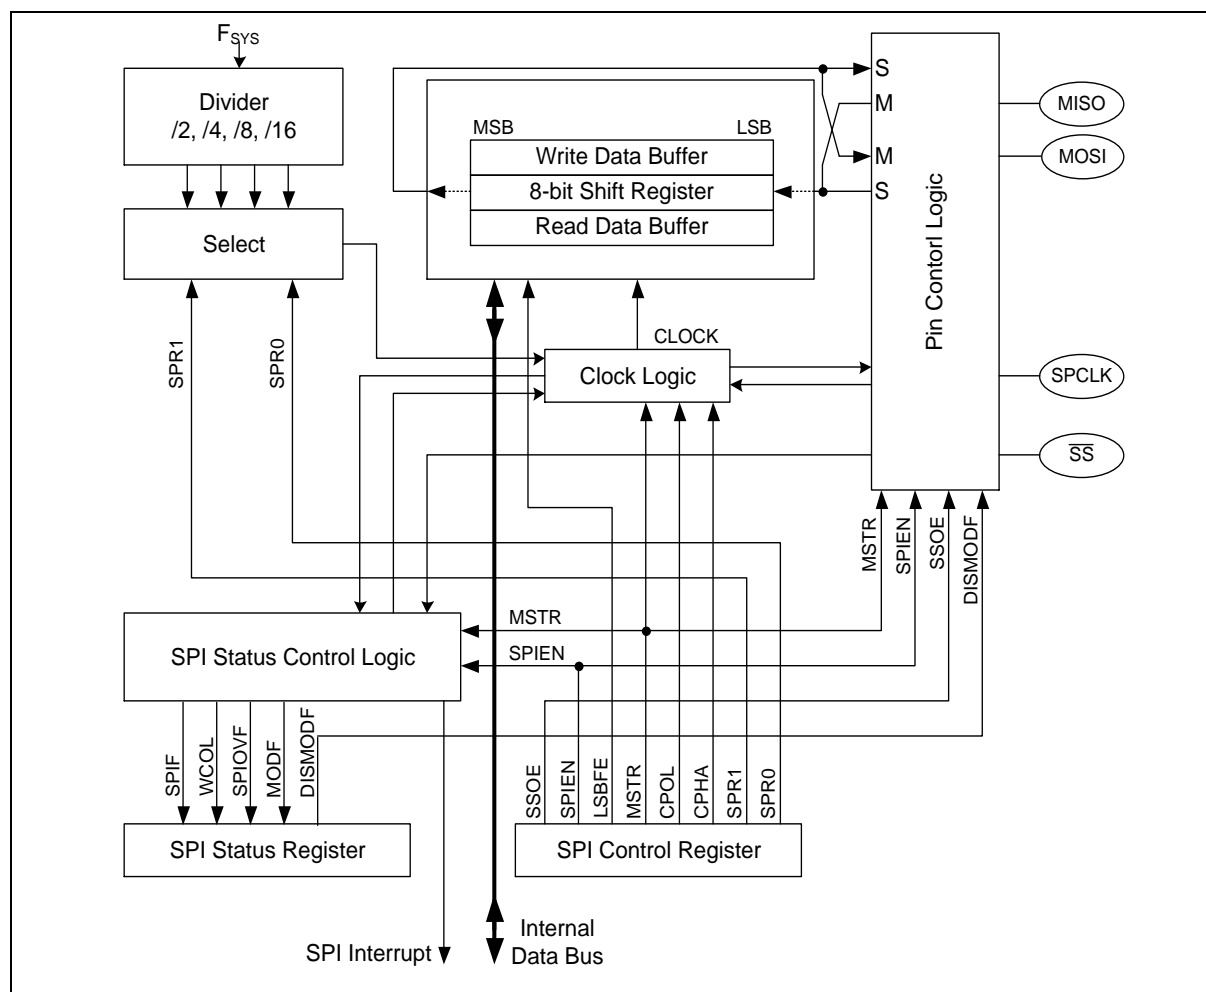 FSYS
Divider
/2, /4, /8, /16
Select
SPR1
SPR0
MSB
LSB
Write Data Buffer
8-bit Shift Register
Read Data Buffer
CLOCK
Clock Logic
S
M
M
S
Pin Contorl Logic
MISO
MOSI
SPCLK
SS
MSTR
SPIEN
SSOE
DISMODF
MSTR
SPIEN
SPI Status Control Logic
SPIF
WCOL
SPIOVF
MODF
DISMODF
SPI Status Register
SSOE
SPIEN
LSBFE
MSTR
CPOL
CPHA
SPR1
SPR0
SPI Control Register
SPI Interrupt
Internal
Data Bus